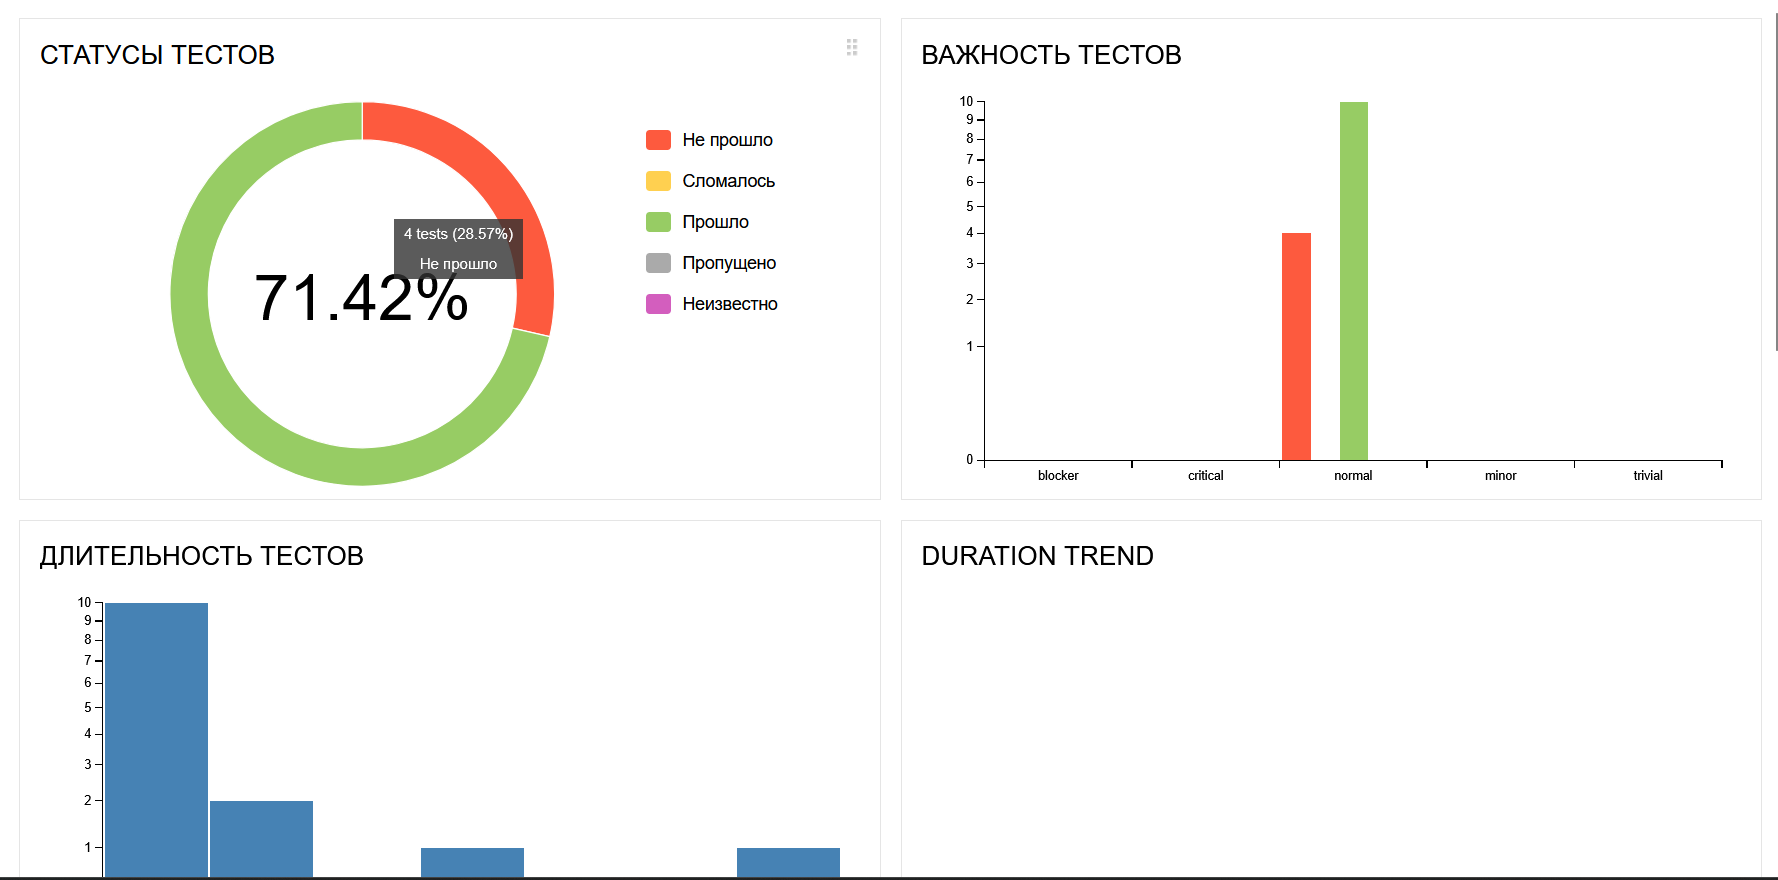 СТАТУСЫ ТЕСТОВ
71.42%
4 tests (28.57%)
Не прошло
Не прошло
Сломалось
Прошло
Пропущено
Неизвестно
ВАЖНОСТЬ ТЕСТОВ
10
9
8
7
6
5
4
3
2
1
0
blocker
critical
normal
minor
trivial
ДЛИТЕЛЬНОСТЬ ТЕСТОВ
10
9
8
7
6
5
4
3
2
1
DURATION TREND